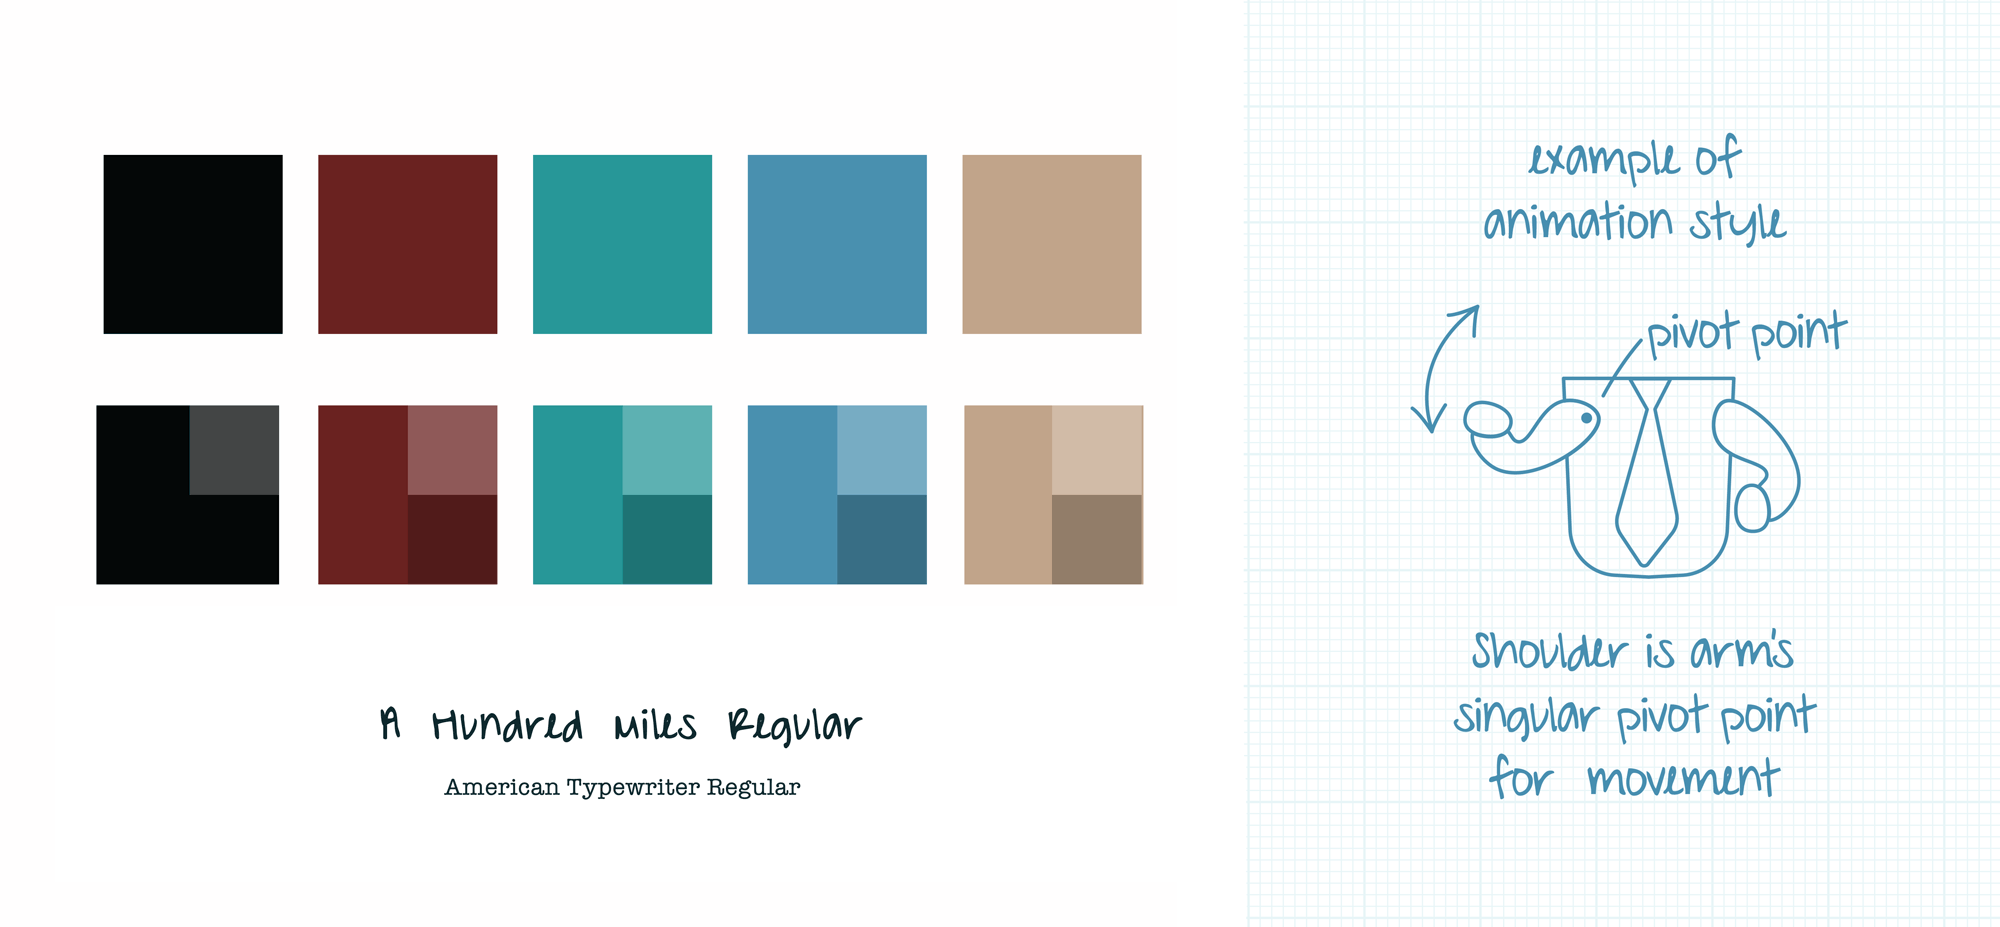 A Hundred Miles Regular
American Typewriter Regular
example of
animation style
pivot point
Shoulder is arm's
singular pivot point
for movement